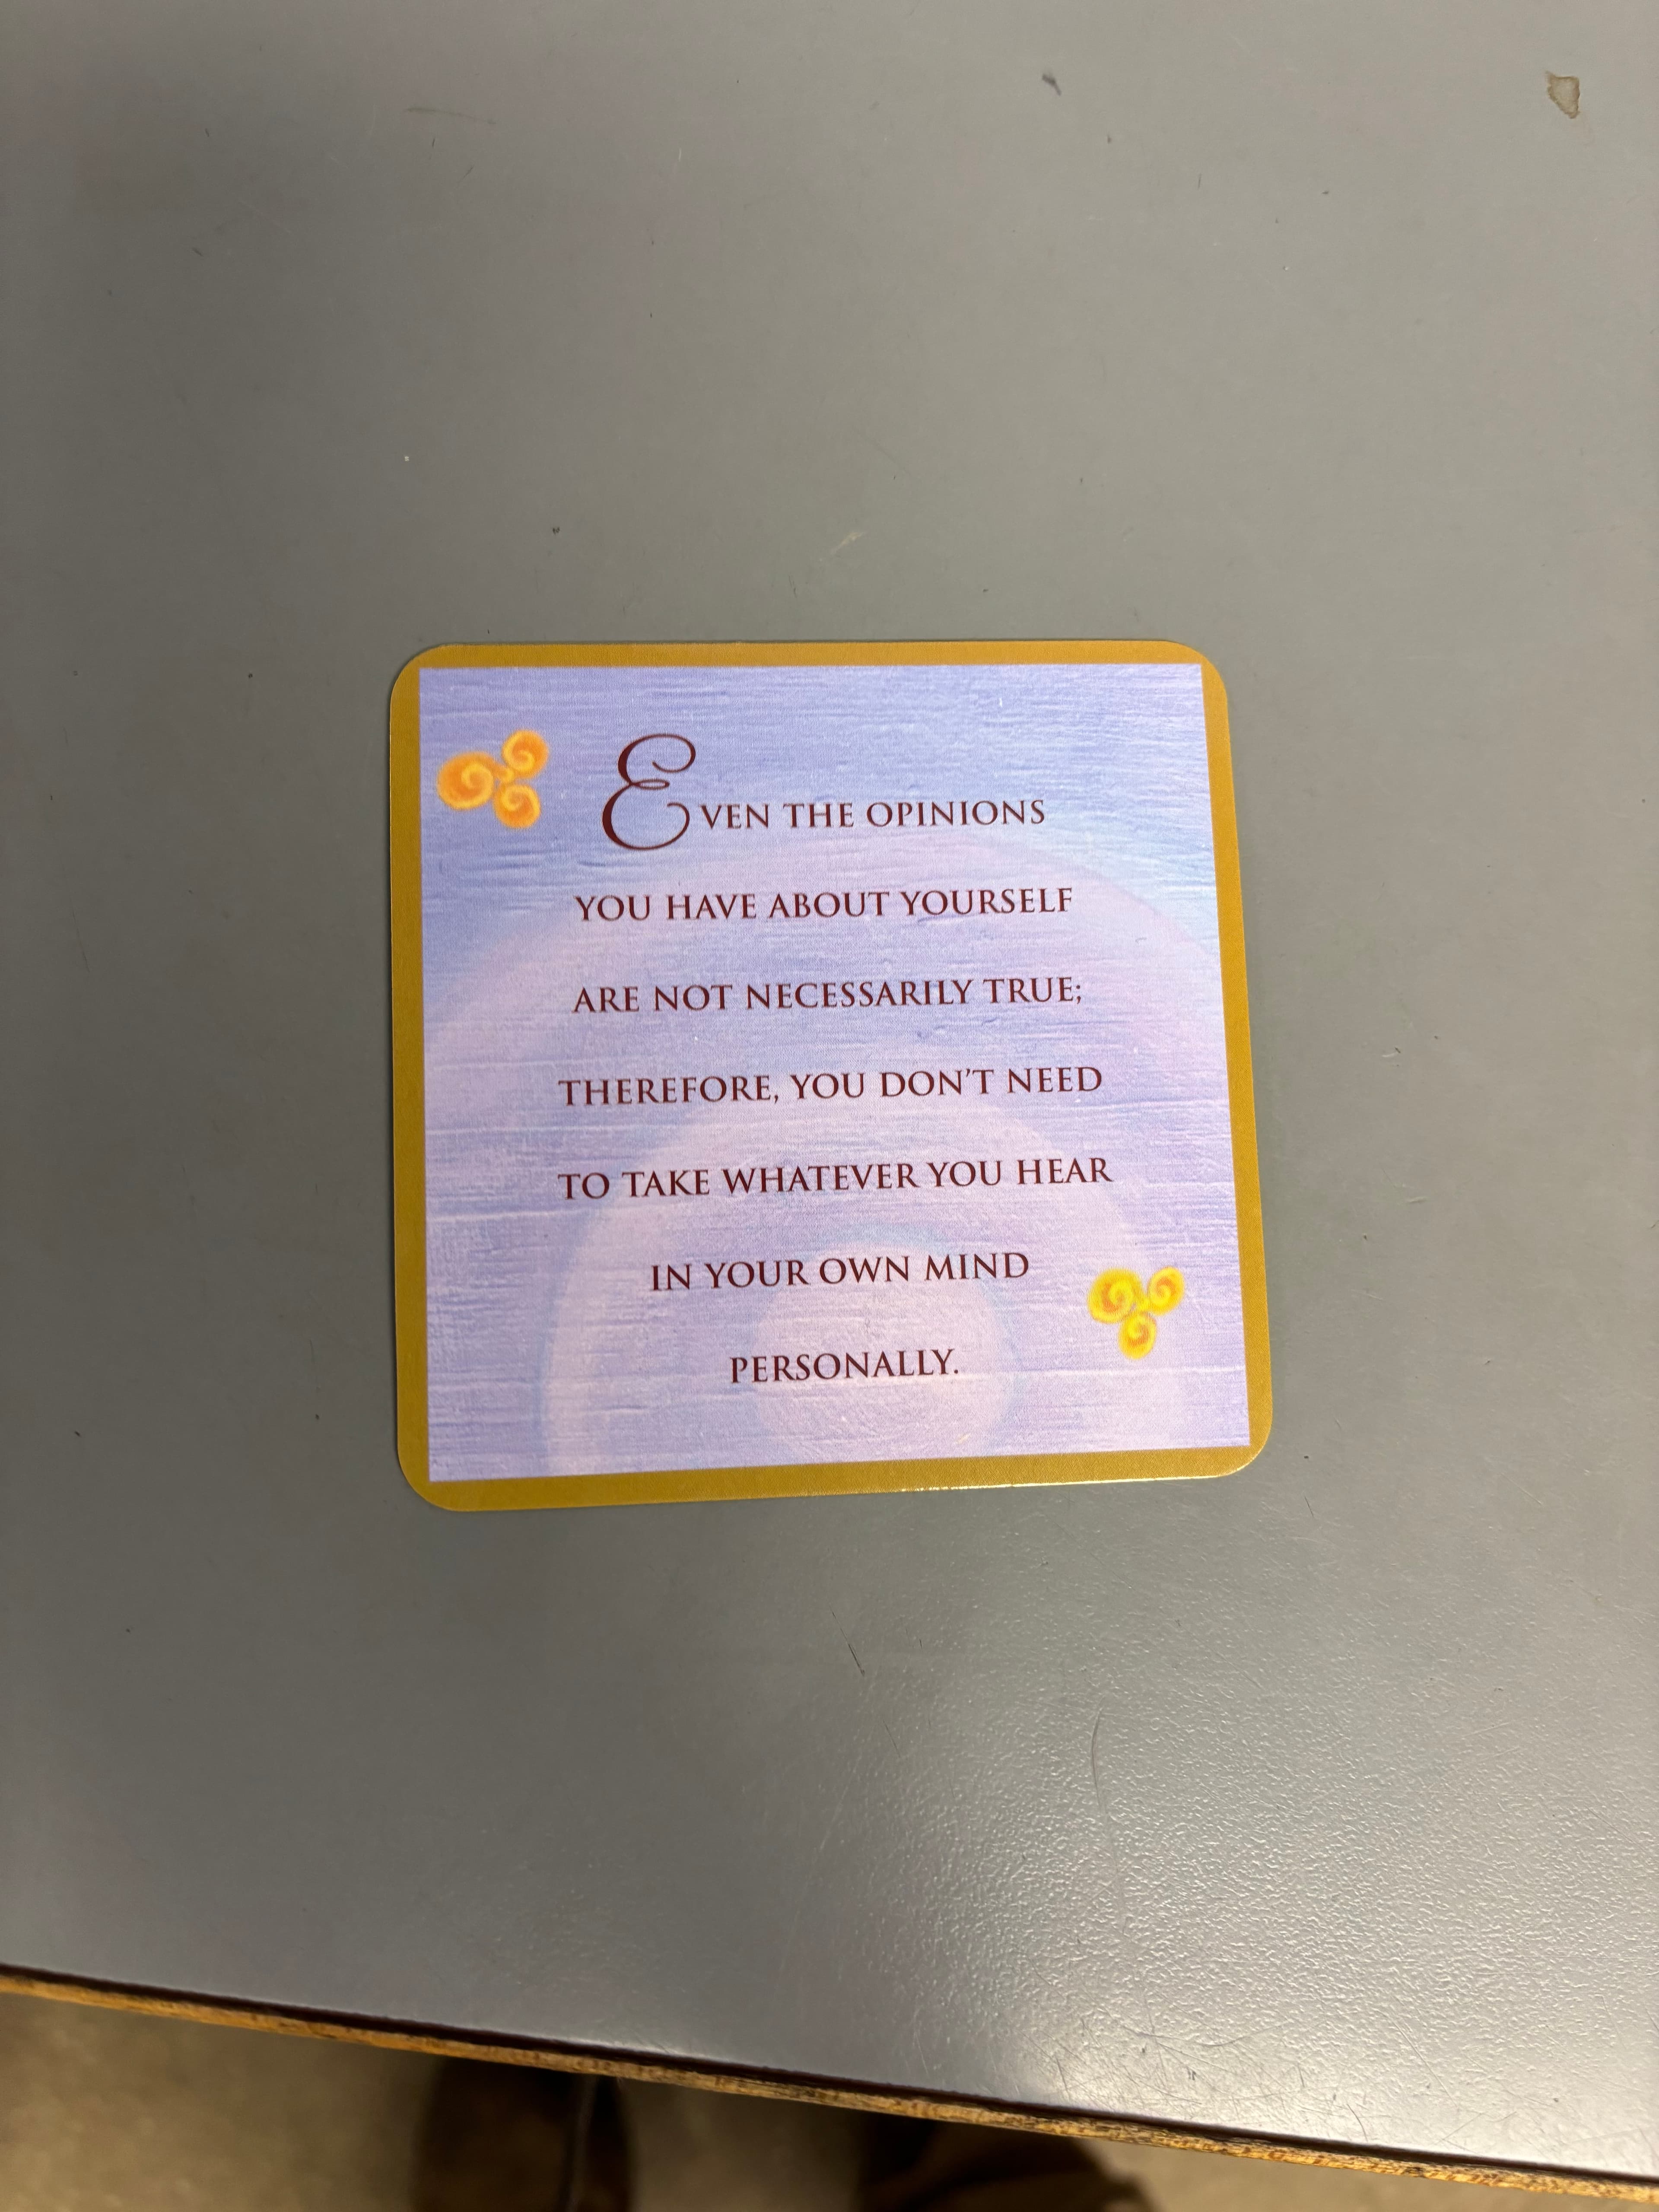 EVEN THE OPINIONS
YOU HAVE ABOUT YOURSELF
ARE NOT NECESSARILY TRUE;
THEREFORE, YOU DON'T NEED
TO TAKE WHATEVER YOU HEAR
IN YOUR OWN MIND
PERSONALLY.